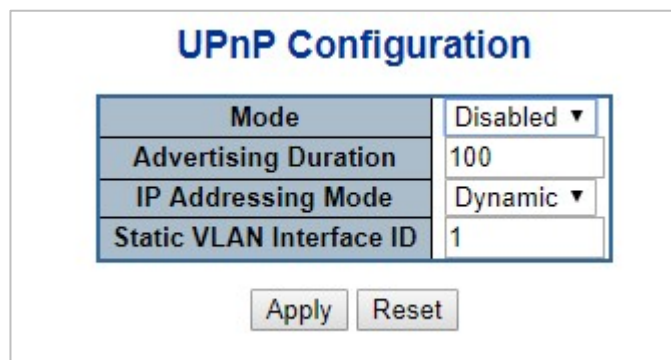 UPnP Configuration
Mode Disabled
Advertising Duration 100
IP Addressing Mode Dynamic
Static VLAN Interface ID 1
Apply Reset